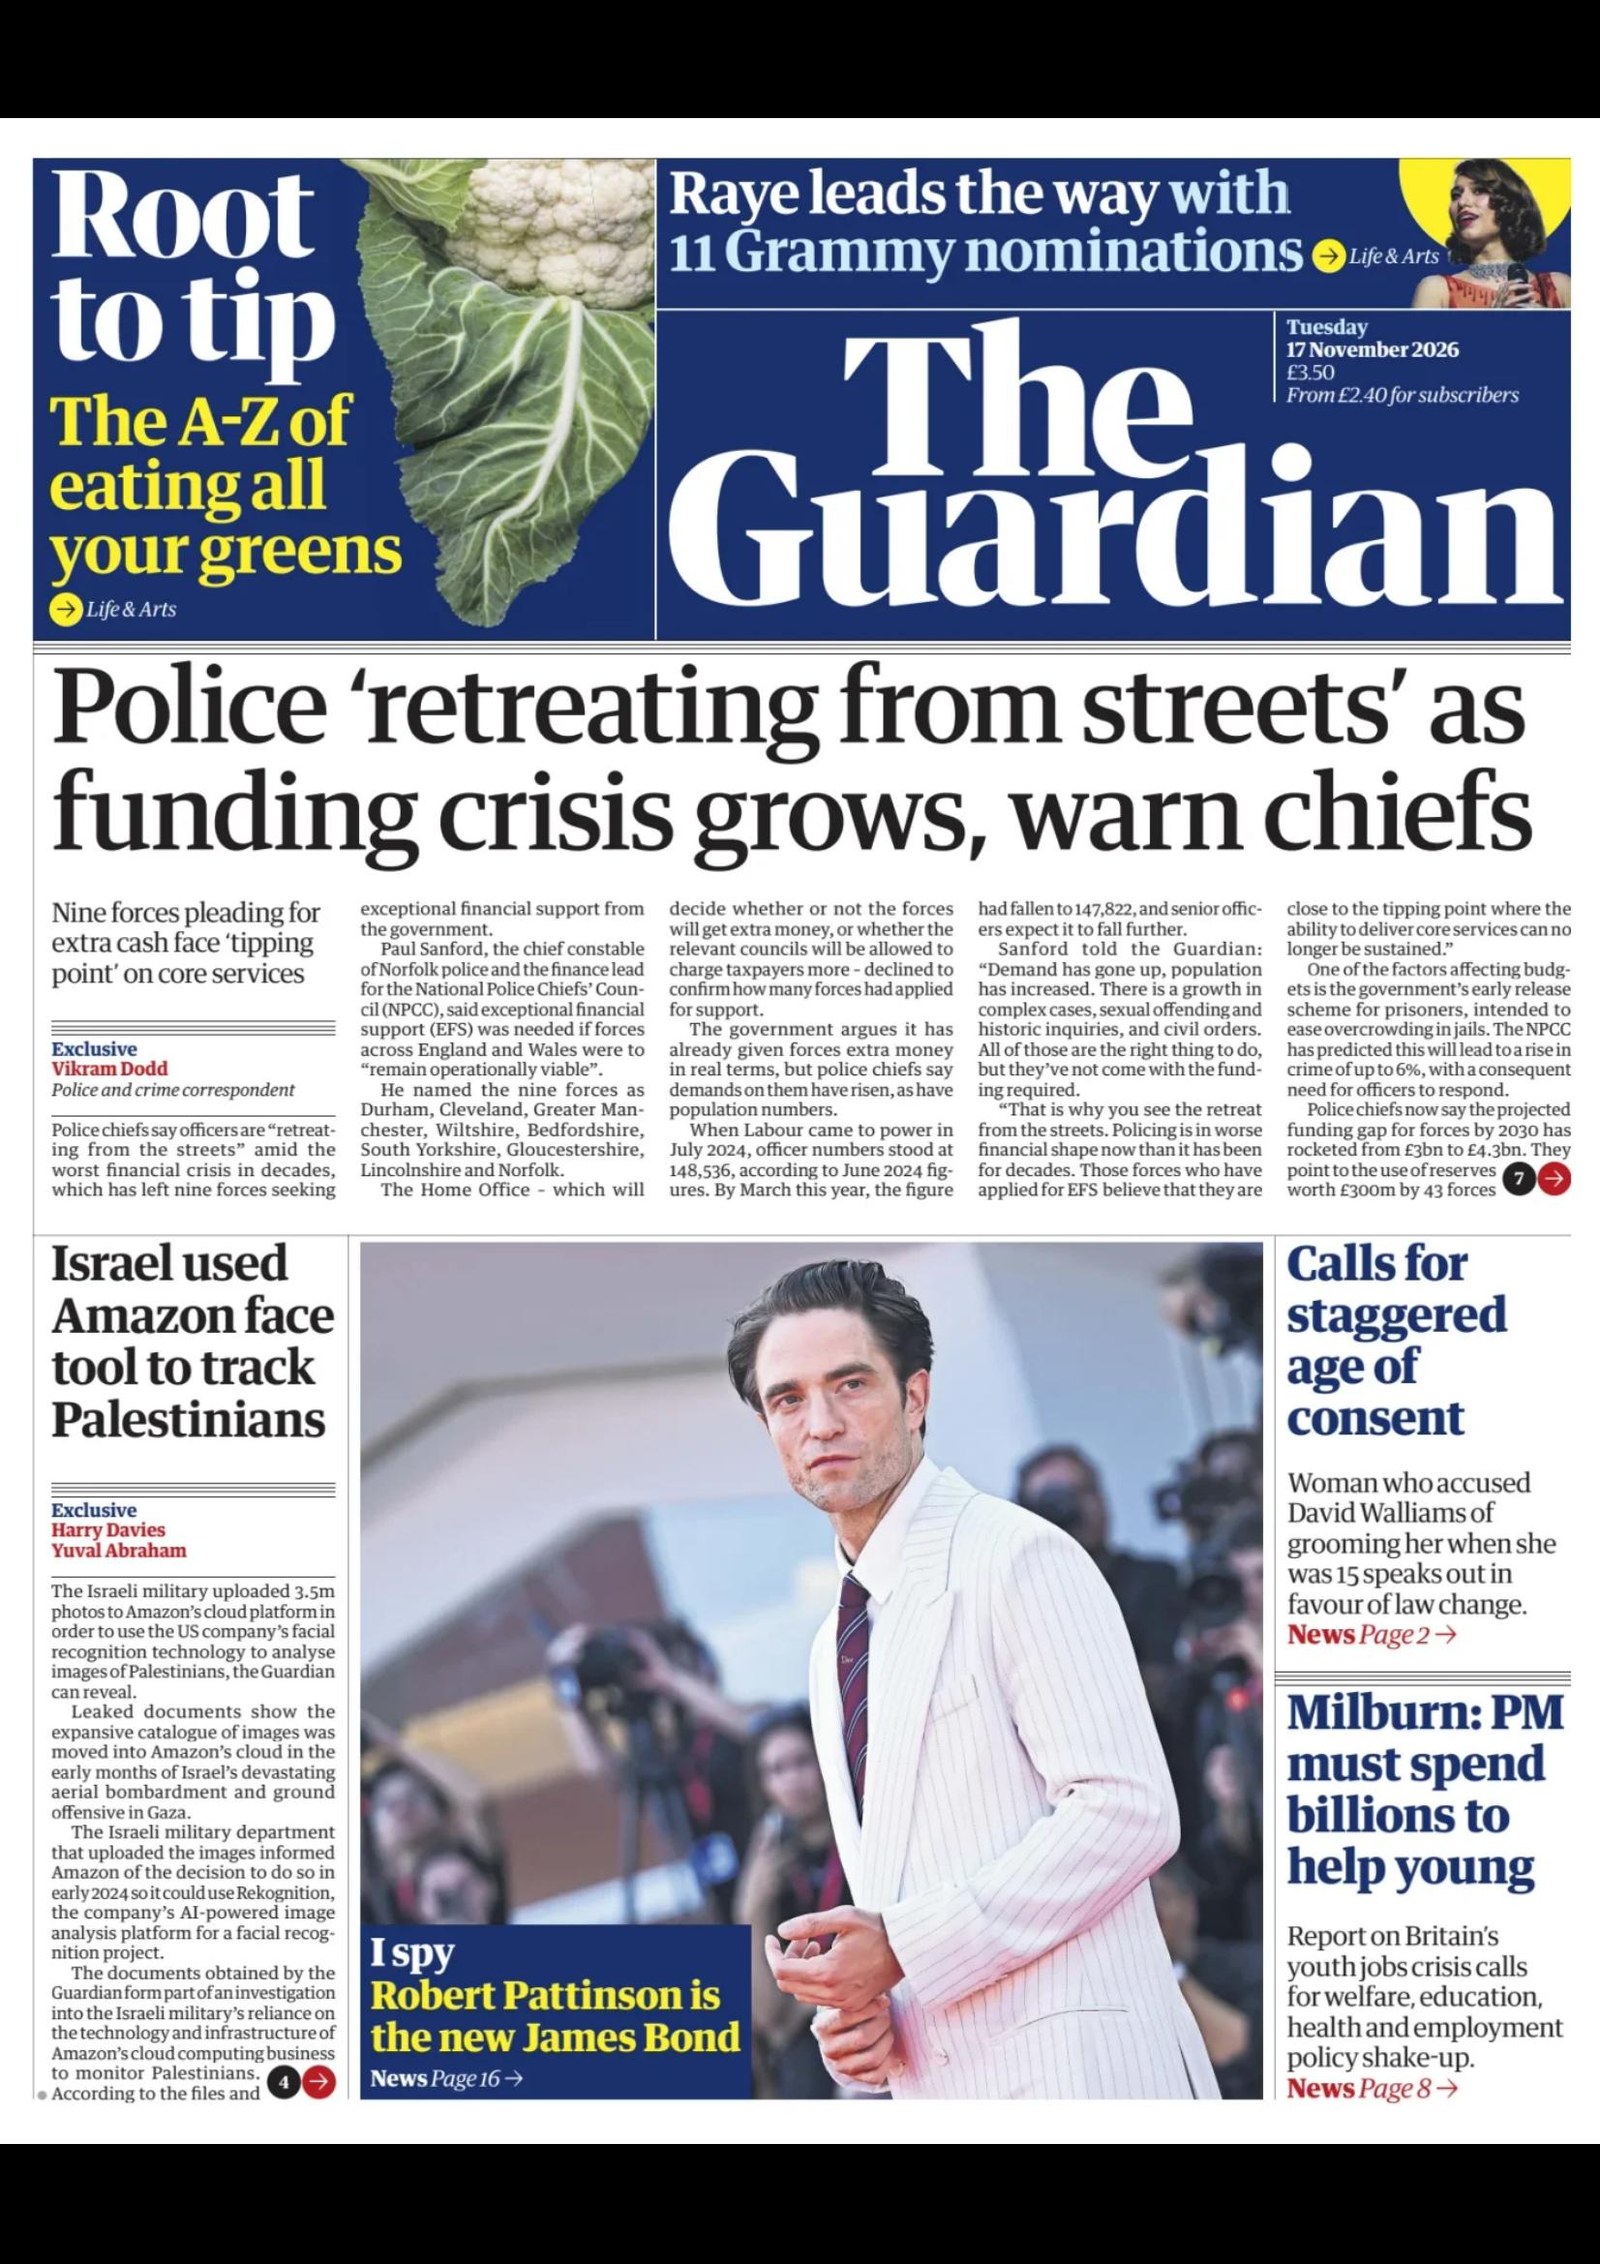 Root
to tip
The A-Z of
eating all
your greens
Life & Arts
Raye leads the way with
11 Grammy nominations
Life & Arts
The
Guardian
Tuesday
17 November 2026
£3.50
From £2.40 for subscribers
Police ‘retreating from streets’ as
funding crisis grows, warn chiefs
Nine forces pleading for
extra cash face ‘tipping
point’ on core services
Exclusive
Vikram Dodd
Police and crime correspondent
Police chiefs say officers are “retreat-
ing from the streets” amid the
worst financial crisis in decades,
which has left nine forces seeking
exceptional financial support from
the government.
Paul Sanford, the chief constable
of Norfolk police and the finance lead
for the National Police Chiefs’ Coun-
cil (NPCC), said exceptional financial
support (EFS) was needed if forces
across England and Wales were to
“remain operationally viable”.
He named the nine forces as
Durham, Cleveland, Greater Man-
chester, Wiltshire, Bedfordshire,
South Yorkshire, Gloucestershire,
Lincolnshire and Norfolk.
The Home Office – which will
decide whether or not the forces
will get extra money, or whether the
relevant councils will be allowed to
charge taxpayers more – declined to
confirm how many forces had applied
for support.
The government argues it has
already given forces extra money
in real terms, but police chiefs say
demands on them have risen, as have
population numbers.
When Labour came to power in
July 2024, officer numbers stood at
148,536, according to June 2024 fig-
ures. By March this year, the figure
had fallen to 147,822, and senior offic-
ers expect it to fall further.
Sanford told the Guardian:
“Demand has gone up, population
has increased. There is a growth in
complex cases, sexual offending and
historic inquiries, and civil orders.
All of those are the right thing to do,
but they’ve not come with the fund-
ing required.
“That is why you see the retreat
from the streets. Policing is in worse
financial shape now than it has been
for decades. Those forces who have
applied for EFS believe that they are
close to the tipping point where the
ability to deliver core services can no
longer be sustained.”
One of the factors affecting budg-
ets is the government’s early release
scheme for prisoners, intended to
ease overcrowding in jails. The NPCC
has predicted this will lead to a rise in
crime of up to 6%, with a consequent
need for officers to respond.
Police chiefs now say the projected
funding gap for forces by 2030 has
rocketed from £3bn to £4.3bn. They
point to the use of reserves
worth £300m by 43 forces
7 →
Israel used
Amazon face
tool to track
Palestinians
Exclusive
Harry Davies
Yuval Abraham
The Israeli military uploaded 3.5m
photos to Amazon’s cloud platform in
order to use the US company’s facial
recognition technology to analyse
images of Palestinians, the Guardian
can reveal.
Leaked documents show the
expansive catalogue of images was
moved into Amazon’s cloud in the
early months of Israel’s devastating
aerial bombardment and ground
offensive in Gaza.
The Israeli military department
that uploaded the images informed
Amazon of the decision to do so in
early 2024 so it could use Rekognition,
the company’s AI-powered image
analysis platform for a facial recog-
nition project.
The documents obtained by the
Guardian form part of an investigation
into the Israeli military’s reliance on
the technology and infrastructure of
Amazon’s cloud computing business
to monitor Palestinians.
According to the files and
4 →
Dior
I spy
Robert Pattinson is
the new James Bond
News Page 16 →
Calls for
staggered
age of
consent
Woman who accused
David Walliams of
grooming her when she
was 15 speaks out in
favour of law change.
News Page 2 →
Milburn: PM
must spend
billions to
help young
Report on Britain’s
youth jobs crisis calls
for welfare, education,
health and employment
policy shake-up.
News Page 8 →